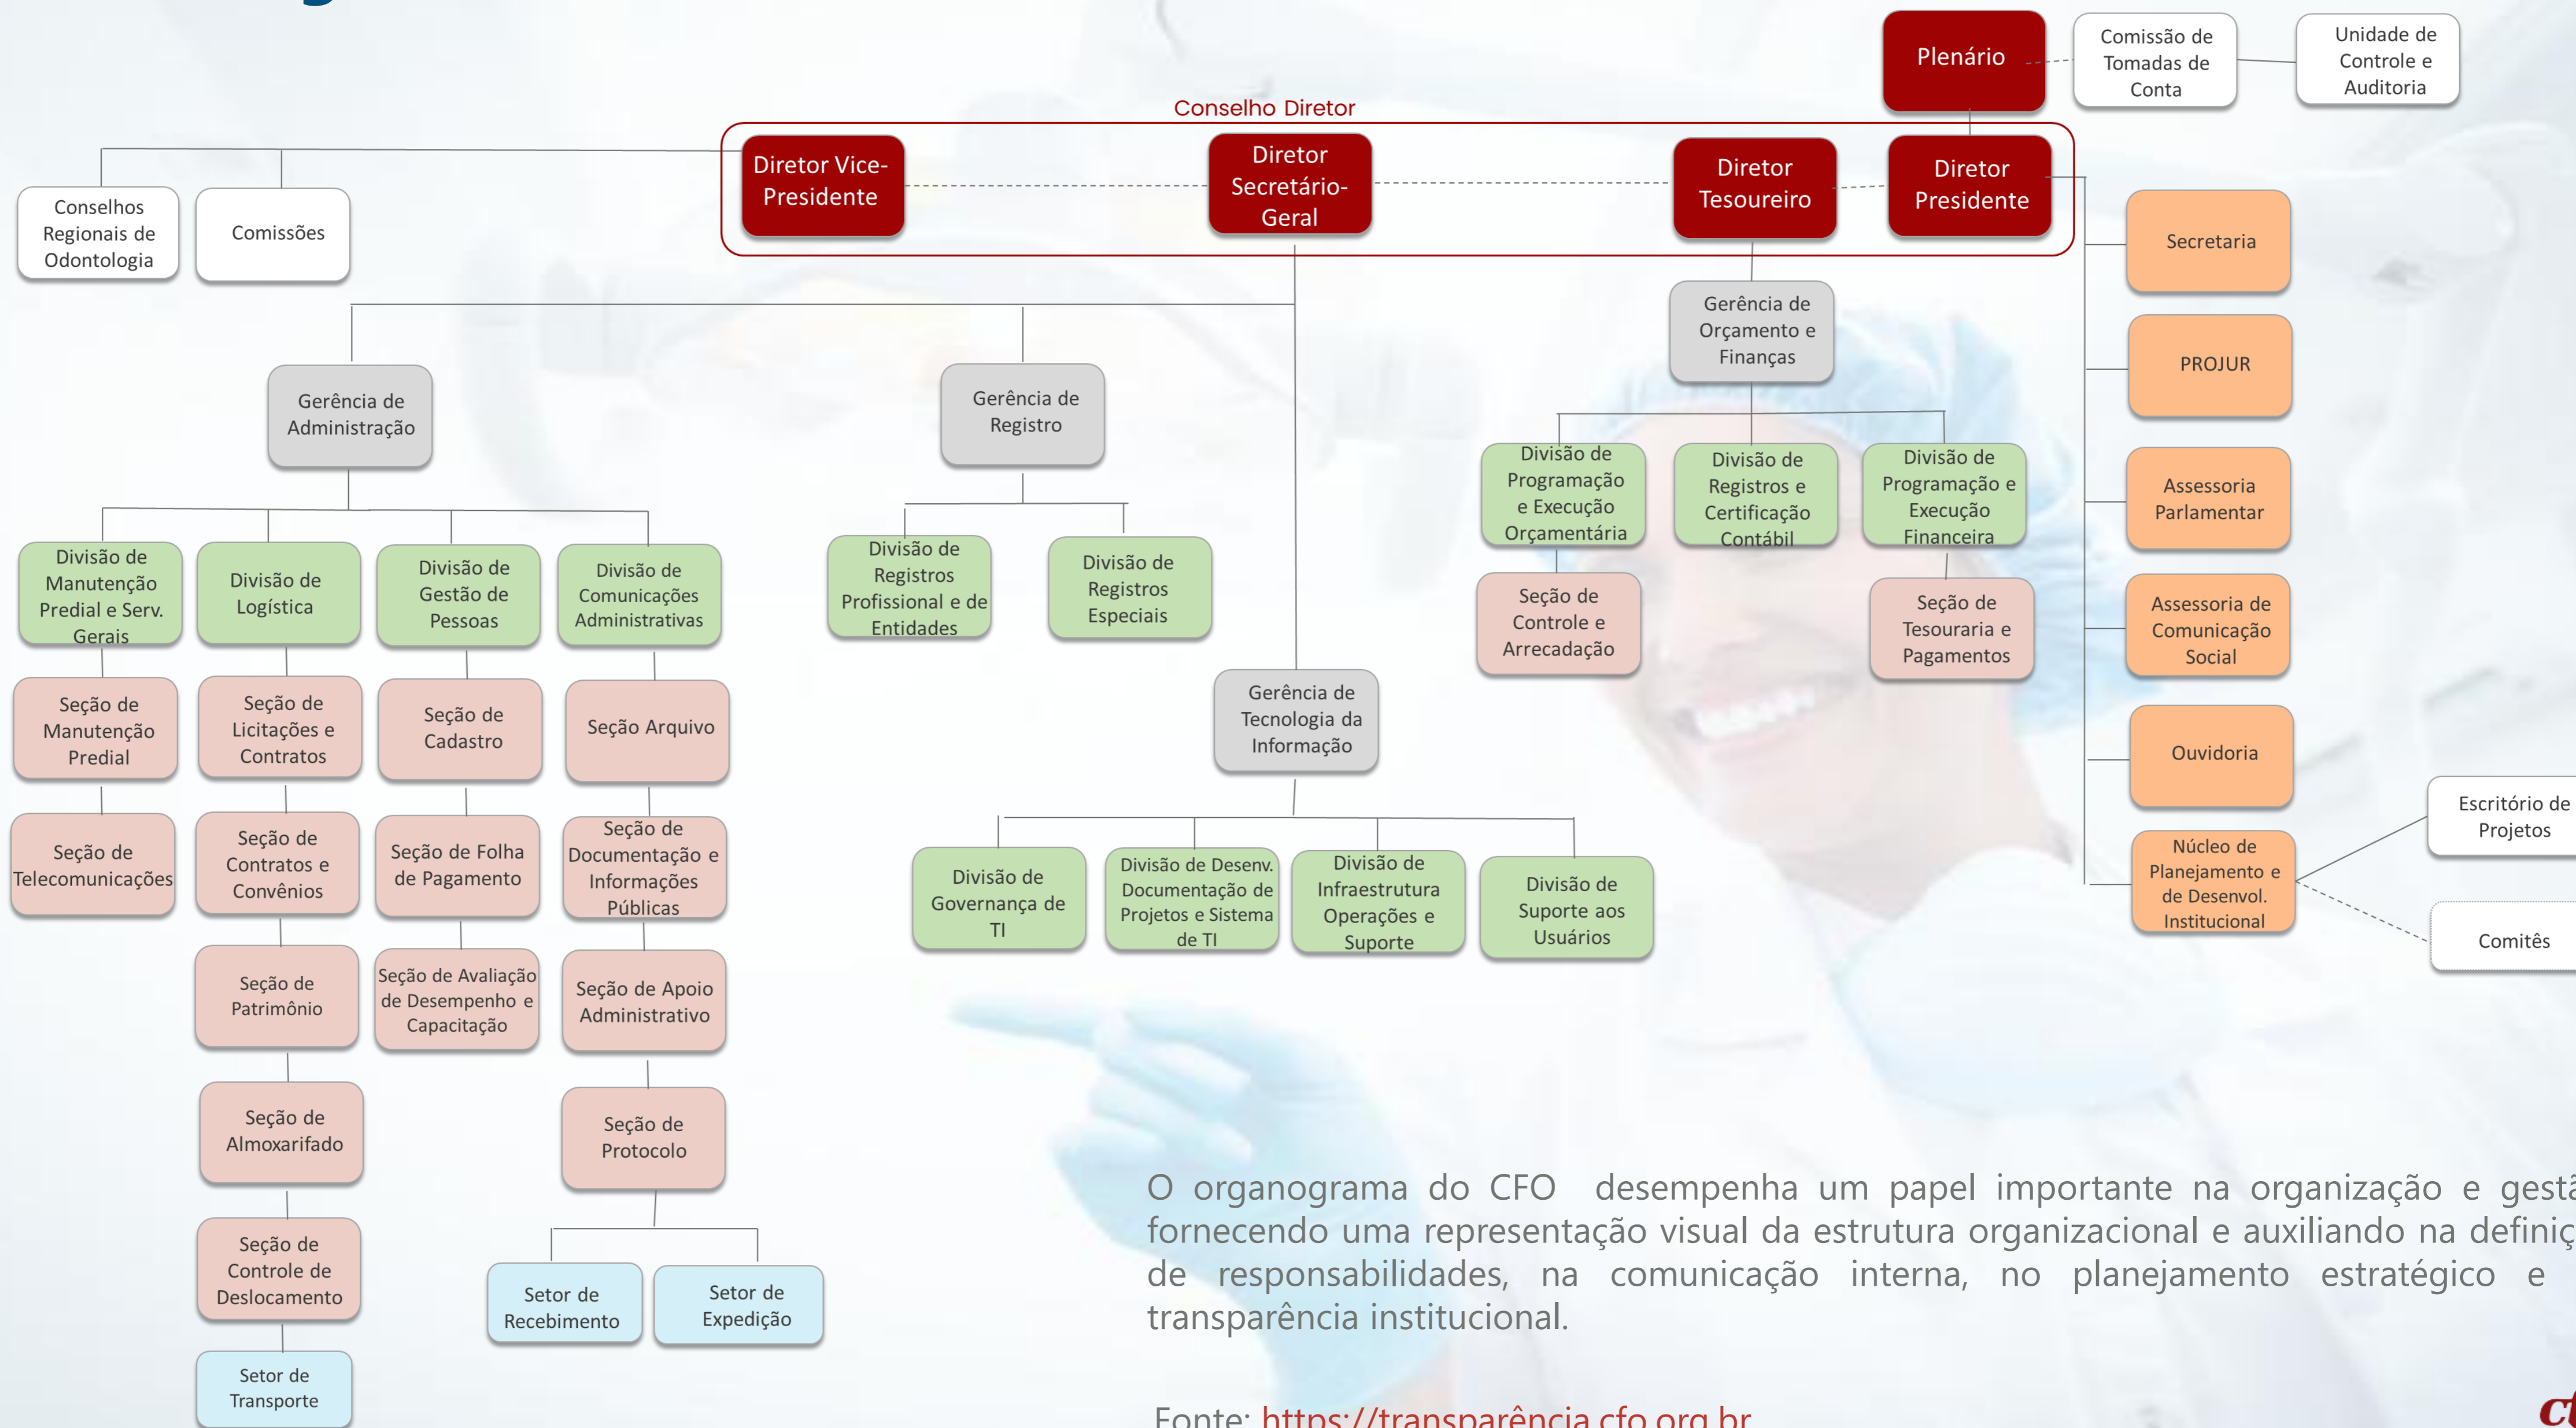 Plenário
Comissão de
Tomadas de
Conta
Unidade de
Controle e
Auditoria
Conselho Diretor
Diretor Vice-
Presidente
Diretor
Secretário-
Geral
Diretor
Tesoureiro
Diretor
Presidente
Conselhos
Regionais de
Odontologia
Comissões
Secretaria
PROJUR
Assessoria
Parlamentar
Assessoria de
Comunicação
Social
Ouvidoria
Núcleo de
Planejamento e
de Desenvol.
Institucional
Escritório de
Projetos
Comitês
Gerência de
Orçamento e
Finanças
Divisão de
Programação
e Execução
Orçamentária
Divisão de
Registros e
Certificação
Contábil
Divisão de
Programação e
Execução
Financeira
Seção de
Controle e
Arrecadação
Seção de
Tesouraria e
Pagamentos
Gerência de
Administração
Gerência de
Registro
Divisão de
Manutenção
Predial e Serv.
Gerais
Divisão de
Logística
Divisão de
Gestão de
Pessoas
Divisão de
Comunicações
Administrativas
Divisão de
Registros
Profissional e de
Entidades
Divisão de
Registros
Especiais
Seção de
Manutenção
Predial
Seção de
Licitações e
Contratos
Seção de
Cadastro
Seção Arquivo
Gerência de
Tecnologia da
Informação
Seção de
Telecomunicações
Seção de
Contratos e
Convênios
Seção de Folha
de Pagamento
Seção de
Documentação e
Informações
Públicas
Divisão de
Governança de
TI
Divisão de Desenv.
Documentação de
Projetos e Sistema
de TI
Divisão de
Infraestrutura
Operações e
Suporte
Divisão de
Suporte aos
Usuários
Seção de
Patrimônio
Seção de Avaliação
de Desempenho e
Capacitação
Seção de Apoio
Administrativo
Seção de
Almoxarifado
Seção de
Protocolo
Seção de
Controle de
Deslocamento
Setor de
Recebimento
Setor de
Expedição
Setor de
Transporte
O organograma do CFO desempenha um papel importante na organização e
fornecendo uma representação visual da estrutura organizacional e auxiliando na
de responsabilidades, na comunicação interna, no planejamento estratégico e
transparência institucional.
Fonte: https://transparência.cfo.org.br